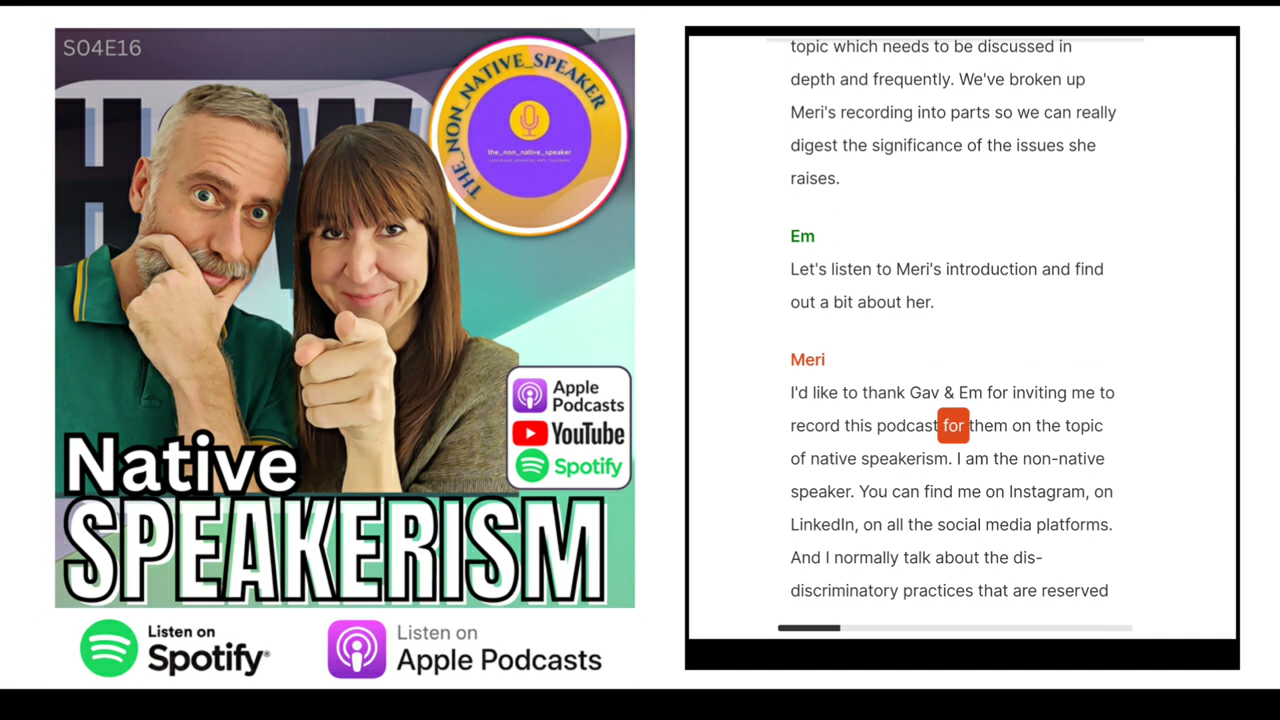 S04E16
HOW
THE_NON_NATIVE_SPEAKER
the_non_native_speaker
Apple
Podcasts
YouTube
Spotify
Native
SPEAKERISM
Listen on
Spotify
Listen on
Apple Podcasts
topic which needs to be discussed in
depth and frequently. We've broken up
Meri's recording into parts so we can really
digest the significance of the issues she
raises.
Em
Let's listen to Meri's introduction and find
out a bit about her.
Meri
I'd like to thank Gav & Em for inviting me to
record this podcast for them on the topic
of native speakerism. I am the non-native
speaker. You can find me on Instagram, on
LinkedIn, on all the social media platforms.
And I normally talk about the dis-
discriminatory practices that are reserved